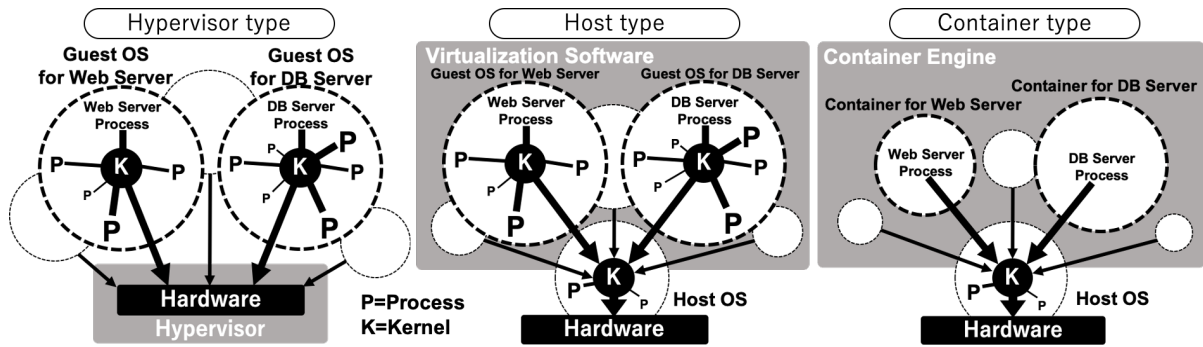 Hypervisor type
Guest OS
for Web Server
Guest OS
for DB Server
Web Server
Process
DB Server
Process
K
P
P
P
P
K
P
P
P
P
P
P
Hardware
Hypervisor
P=Process
K=Kernel
Host type
Virtualization Software
Guest OS for Web Server
Guest OS for DB Server
Web Server
Process
DB Server
Process
K
P
P
P
P
K
P
P
P
P
P
P
K
P
P
Host OS
Hardware
Container type
Container Engine
Container for DB Server
Container for Web Server
Web Server
Process
DB Server
Process
K
P
P
Host OS
Hardware